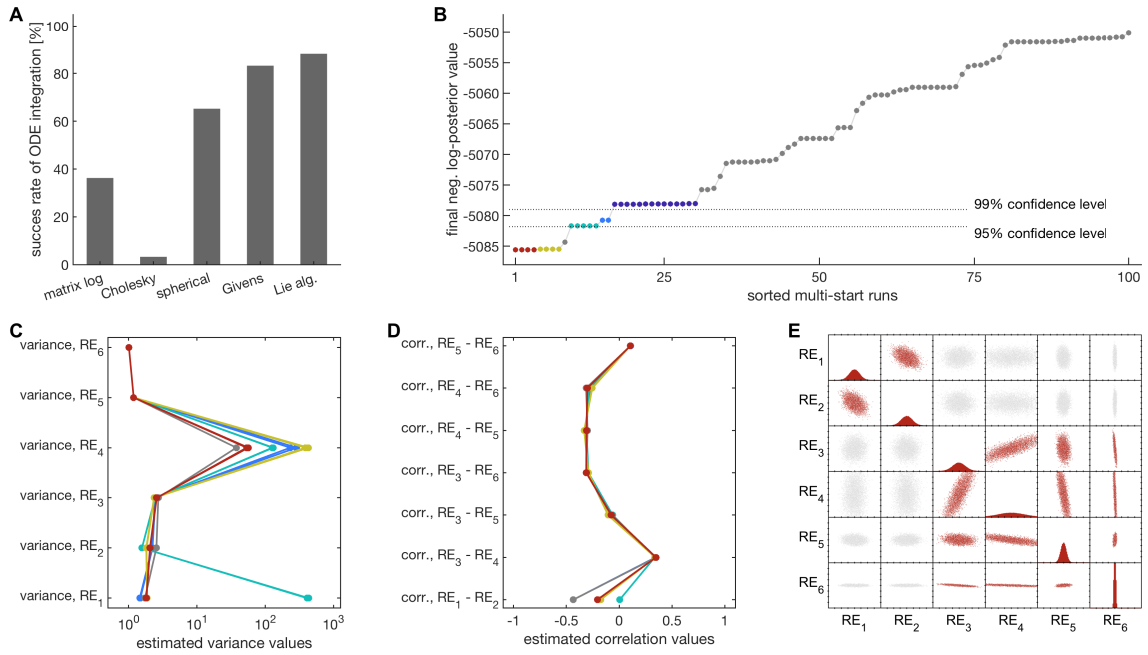 A
succes rate of ODE integration [%]
100
80
60
40
20
0
matrix log
Cholesky
spherical
Givens
Lie alg.
B
final neg. log-posterior value
-5050
-5055
-5060
-5065
-5070
-5075
-5080
-5085
99% confidence level
95% confidence level
1
25
50
75
100
sorted multi-start runs
C
variance, RE6
variance, RE5
variance, RE4
variance, RE3
variance, RE2
variance, RE1
10^0
10^1
10^2
10^3
estimated variance values
D
corr., RE5 - RE6
corr., RE4 - RE6
corr., RE4 - RE5
corr., RE3 - RE6
corr., RE3 - RE5
corr., RE3 - RE4
corr., RE1 - RE2
-1
-0.5
0
0.5
1
estimated correlation values
E
RE1
RE2
RE3
RE4
RE5
RE6
RE1
RE2
RE3
RE4
RE5
RE6